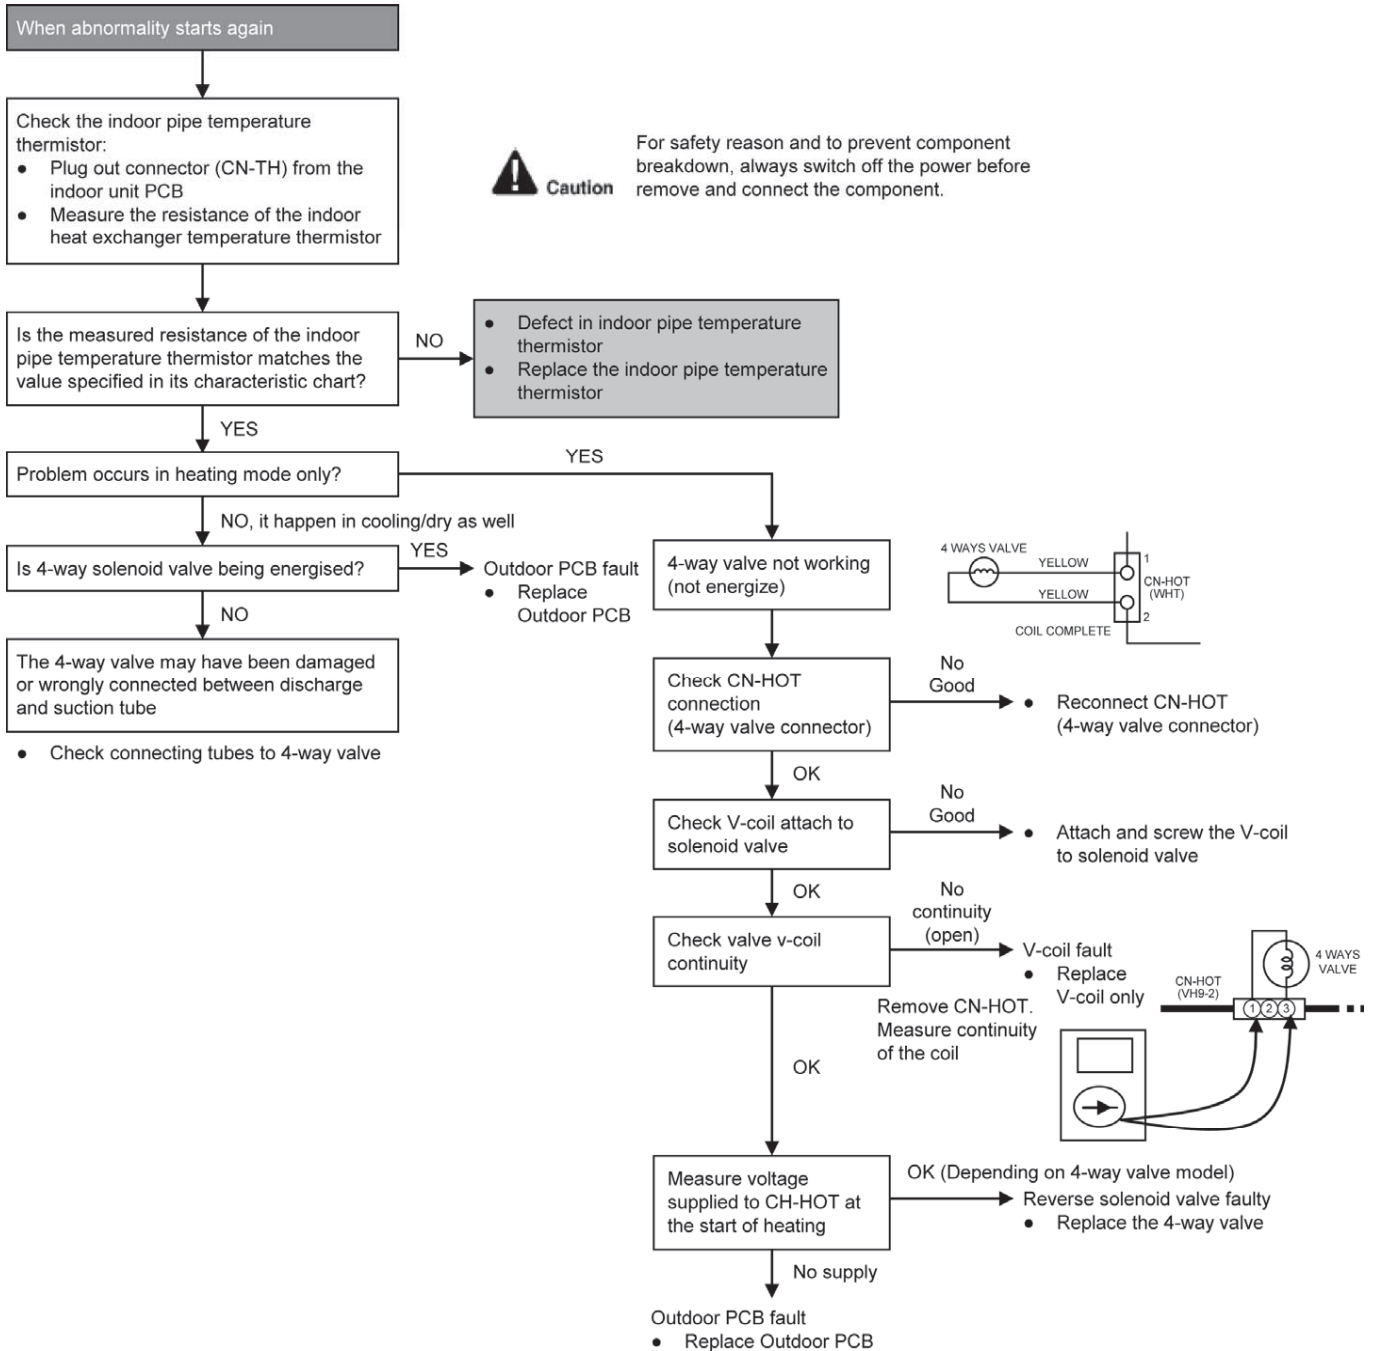 When abnormality starts again
Check the indoor pipe temperature
thermistor:
● Plug out connector (CN-TH) from the
indoor unit PCB
● Measure the resistance of the indoor
heat exchanger temperature thermistor
Caution
For safety reason and to prevent component
breakdown, always switch off the power before
remove and connect the component.
Is the measured resistance of the indoor
pipe temperature thermistor matches the
value specified in its characteristic chart?
NO
● Defect in indoor pipe temperature
thermistor
● Replace the indoor pipe temperature
thermistor
YES
Problem occurs in heating mode only?
YES
NO, it happen in cooling/dry as well
Is 4-way solenoid valve being energised?
YES
Outdoor PCB fault
● Replace
Outdoor PCB
NO
The 4-way valve may have been damaged
or wrongly connected between discharge
and suction tube
● Check connecting tubes to 4-way valve
4-way valve not working
(not energize)
4 WAYS VALVE
YELLOW
YELLOW
1
CN-HOT
(WHT)
2
COIL COMPLETE
Check CN-HOT
connection
(4-way valve connector)
No
Good
● Reconnect CN-HOT
(4-way valve connector)
OK
Check V-coil attach to
solenoid valve
No
Good
● Attach and screw the V-coil
to solenoid valve
OK
Check valve v-coil
continuity
No
continuity
(open)
V-coil fault
● Replace
V-coil only
Remove CN-HOT.
Measure continuity
of the coil
4 WAYS
VALVE
CN-HOT
(VH9-2)
1 2 3
OK
Measure voltage
supplied to CH-HOT at
the start of heating
OK (Depending on 4-way valve model)
Reverse solenoid valve faulty
● Replace the 4-way valve
No supply
Outdoor PCB fault
● Replace Outdoor PCB